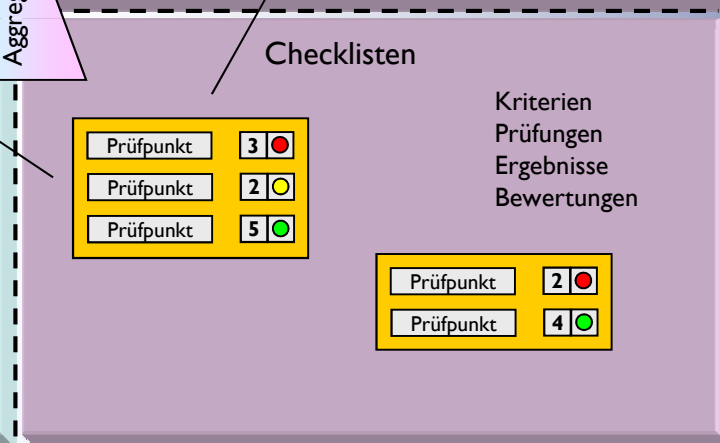 Checklisten
Kriterien
Prüfungen
Ergebnisse
Bewertungen
Prüfpunkt 3
Prüfpunkt 2
Prüfpunkt 5
Prüfpunkt 2
Prüfpunkt 4